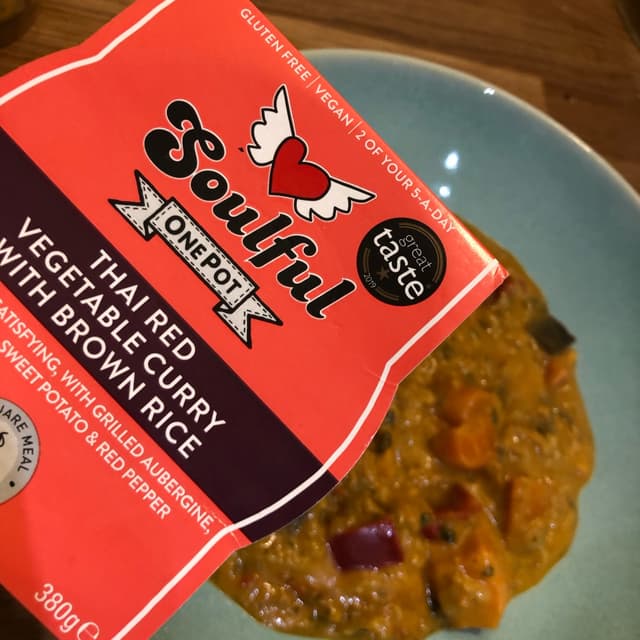 GLUTEN FREE | VEGAN | 2 OF YOUR 5-A-DAY
Soulful
ONE POT
great
taste
2019
THAI RED
VEGETABLE CURRY
WITH BROWN RICE
SATISFYING, WITH GRILLED AUBERGINE,
SWEET POTATO & RED PEPPER
MEAL
380g e